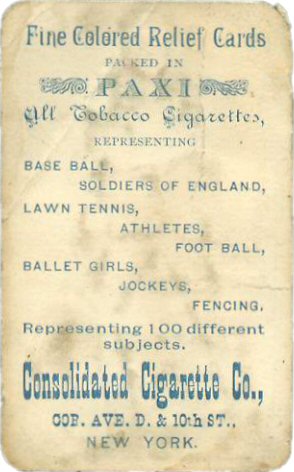 Fine Colored Relief Cards
PACKED IN
PAXI
All Tobacco Cigarettes,
REPRESENTING
BASE BALL,
SOLDIERS OF ENGLAND,
LAWN TENNIS,
ATHLETES,
FOOT BALL,
BALLET GIRLS,
JOCKEYS,
FENCING.
Representing 100 different
subjects.
Consolidated Cigarette Co.,
COR. AVE. D. & 10th ST.,
NEW YORK.